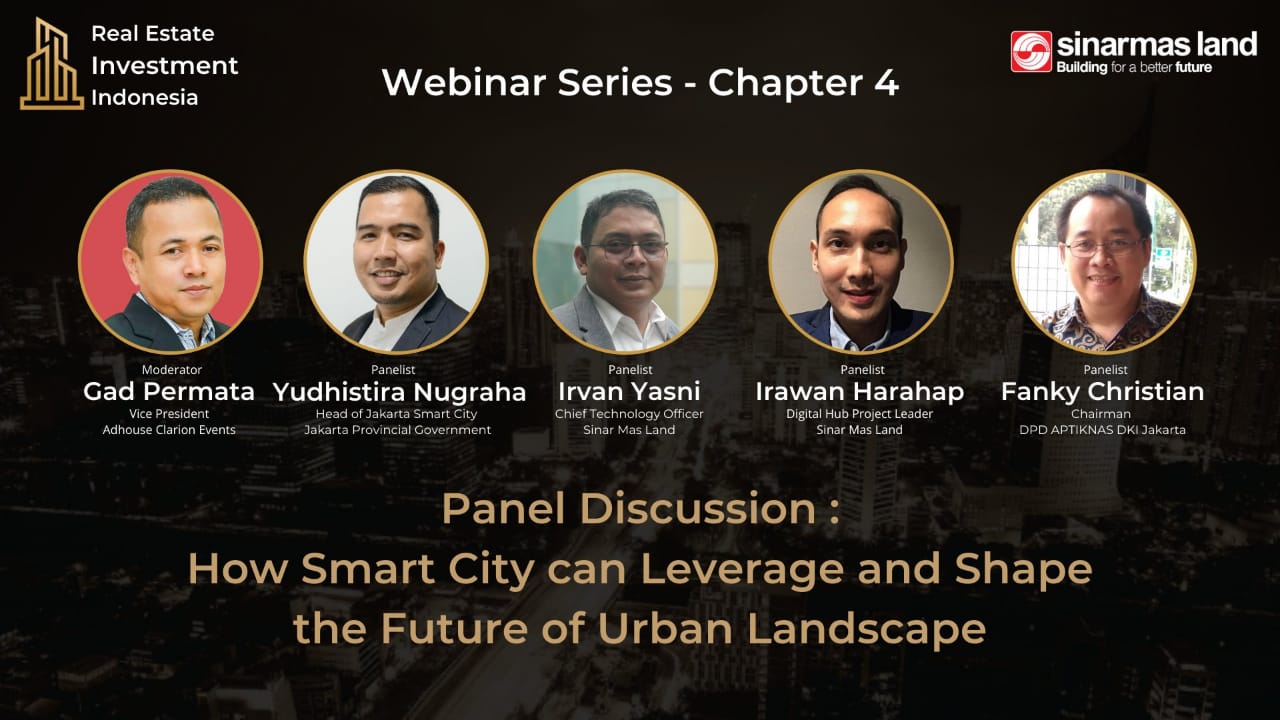 Real Estate
Investment
Indonesia
sinarmas land
Building for a better future
Webinar Series - Chapter 4
Moderator
Gad Permata
Vice President
Adhouse Clarion Events
Panelist
Yudhistira Nugraha
Head of Jakarta Smart City
Jakarta Provincial Government
Panelist
Irvan Yasni
Chief Technology Officer
Sinar Mas Land
Panelist
Irawan Harahap
Digital Hub Project Leader
Sinar Mas Land
Panelist
Fanky Christian
Chairman
DPD APTIKNAS DKI Jakarta
Panel Discussion :
How Smart City can Leverage and Shape
the Future of Urban Landscape